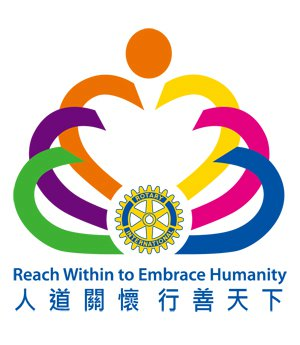 ROTARY
INTERNATIONAL
Reach Within to Embrace Humanity
人道關懷 行善天下